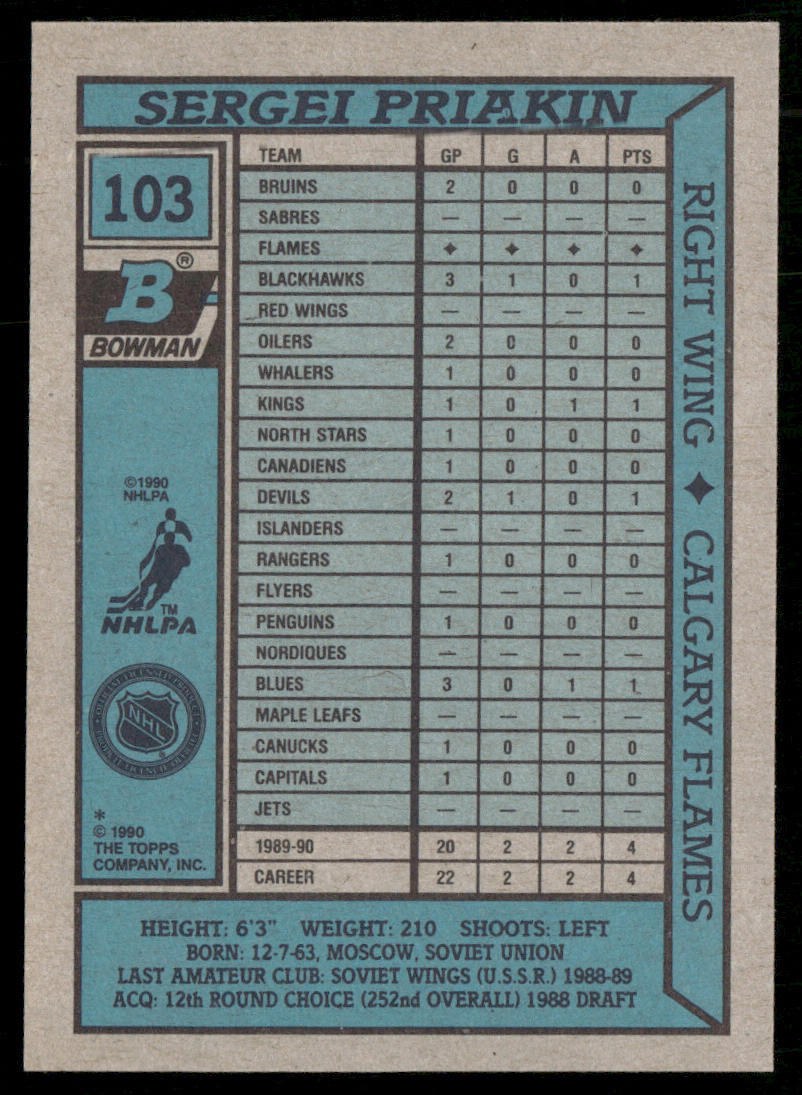 SERGEI PRIAKIN
103
B®
BOWMAN
©1990
NHLPA
TM
NHLPA
NHL
®
*
© 1990
THE TOPPS
COMPANY, INC.
TEAM GP G A PTS
BRUINS 2 0 0 0
SABRES — — — —
FLAMES ✦ ✦ ✦ ✦
BLACKHAWKS 3 1 0 1
RED WINGS — — — —
OILERS 2 0 0 0
WHALERS 1 0 0 0
KINGS 1 0 1 1
NORTH STARS 1 0 0 0
CANADIENS 1 0 0 0
DEVILS 2 1 0 1
ISLANDERS — — — —
RANGERS 1 0 0 0
FLYERS — — — —
PENGUINS 1 0 0 0
NORDIQUES — — — —
BLUES 3 0 1 1
MAPLE LEAFS — — — —
CANUCKS 1 0 0 0
CAPITALS 1 0 0 0
JETS — — — —
1989-90 20 2 2 4
CAREER 22 2 2 4
RIGHT WING ✦ CALGARY FLAMES
HEIGHT: 6'3" WEIGHT: 210 SHOOTS: LEFT
BORN: 12-7-63, MOSCOW, SOVIET UNION
LAST AMATEUR CLUB: SOVIET WINGS (U.S.S.R.) 1988-89
ACQ: 12th ROUND CHOICE (252nd OVERALL) 1988 DRAFT